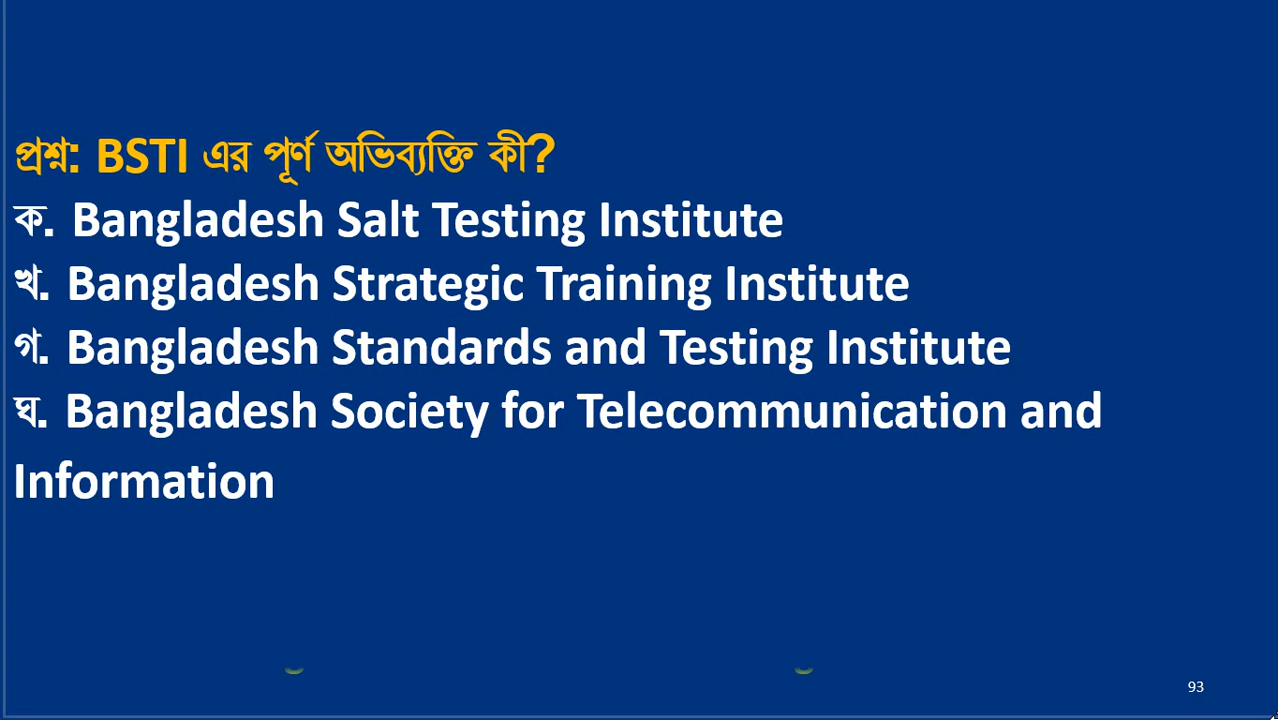 প্রশ্ন: BSTI এর পূর্ণ অভিব্যক্তি কী?
ক. Bangladesh Salt Testing Institute
খ. Bangladesh Strategic Training Institute
গ. Bangladesh Standards and Testing Institute
ঘ. Bangladesh Society for Telecommunication and
Information
93